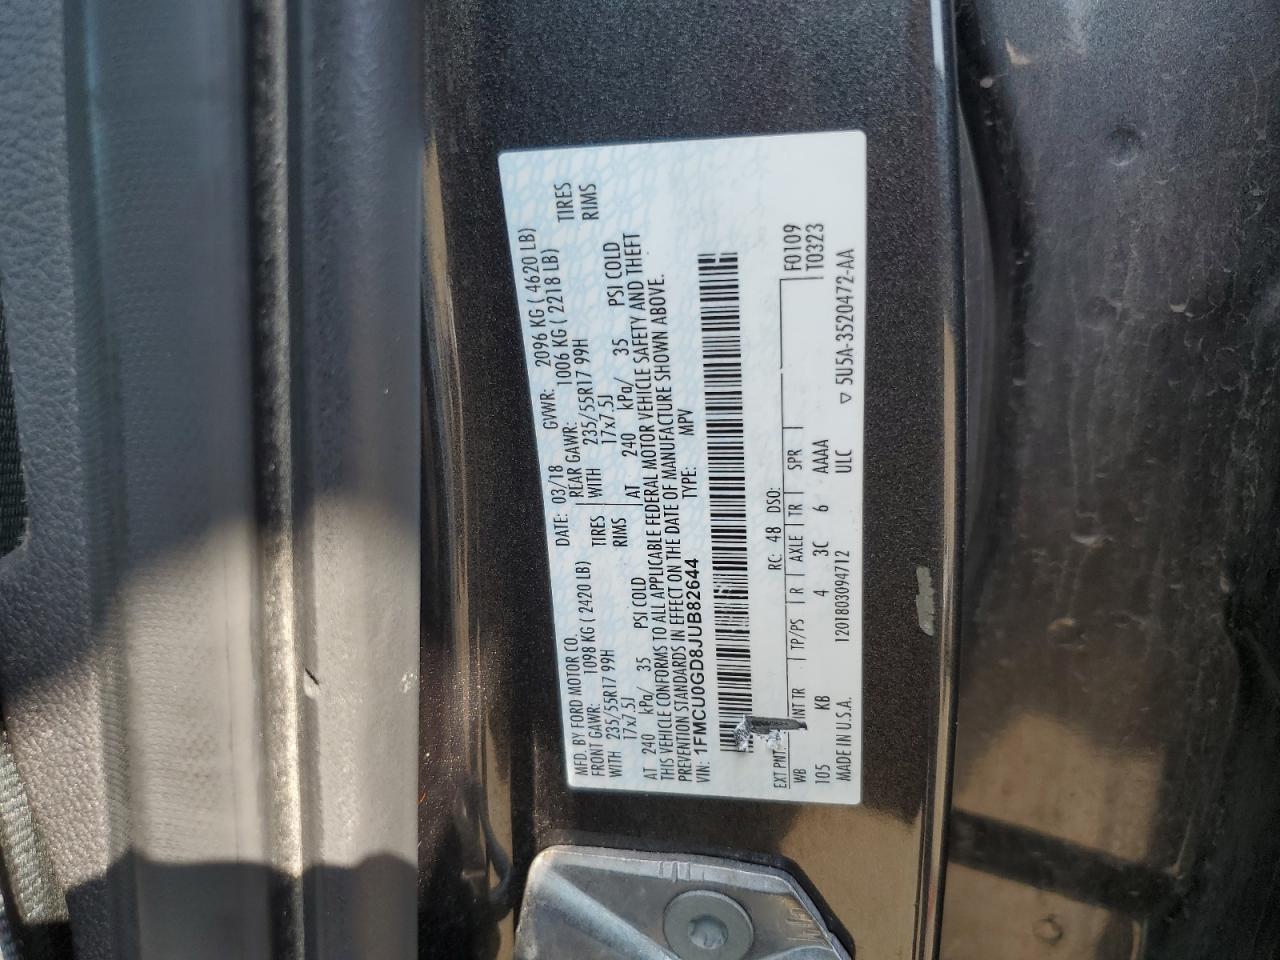 MFD. BY FORD MOTOR CO. DATE: 03/18 GVWR: 2096 KG ( 4620 LB)
FRONT GAWR: 1098 KG ( 2420 LB) REAR GAWR: 1006 KG ( 2218 LB)
WITH 235/55R17 99H TIRES WITH 235/55R17 99H TIRES
17x7.5J RIMS 17x7.5J RIMS
AT 240 kPa/ 35 PSI COLD AT 240 kPa/ 35 PSI COLD
THIS VEHICLE CONFORMS TO ALL APPLICABLE FEDERAL MOTOR VEHICLE SAFETY AND THEFT
PREVENTION STANDARDS IN EFFECT ON THE DATE OF MANUFACTURE SHOWN ABOVE.
VIN: 1FMCU0GD8JUB82644 TYPE: MPV
EXT PNT: RC: 48 DSO: F0109
WB INT TR TP/PS R AXLE TR SPR T0323
105 KB 4 3C 6 AAAA
MADE IN U.S.A. 1201803094712 ULC ▽ 5U5A-3520472-AA